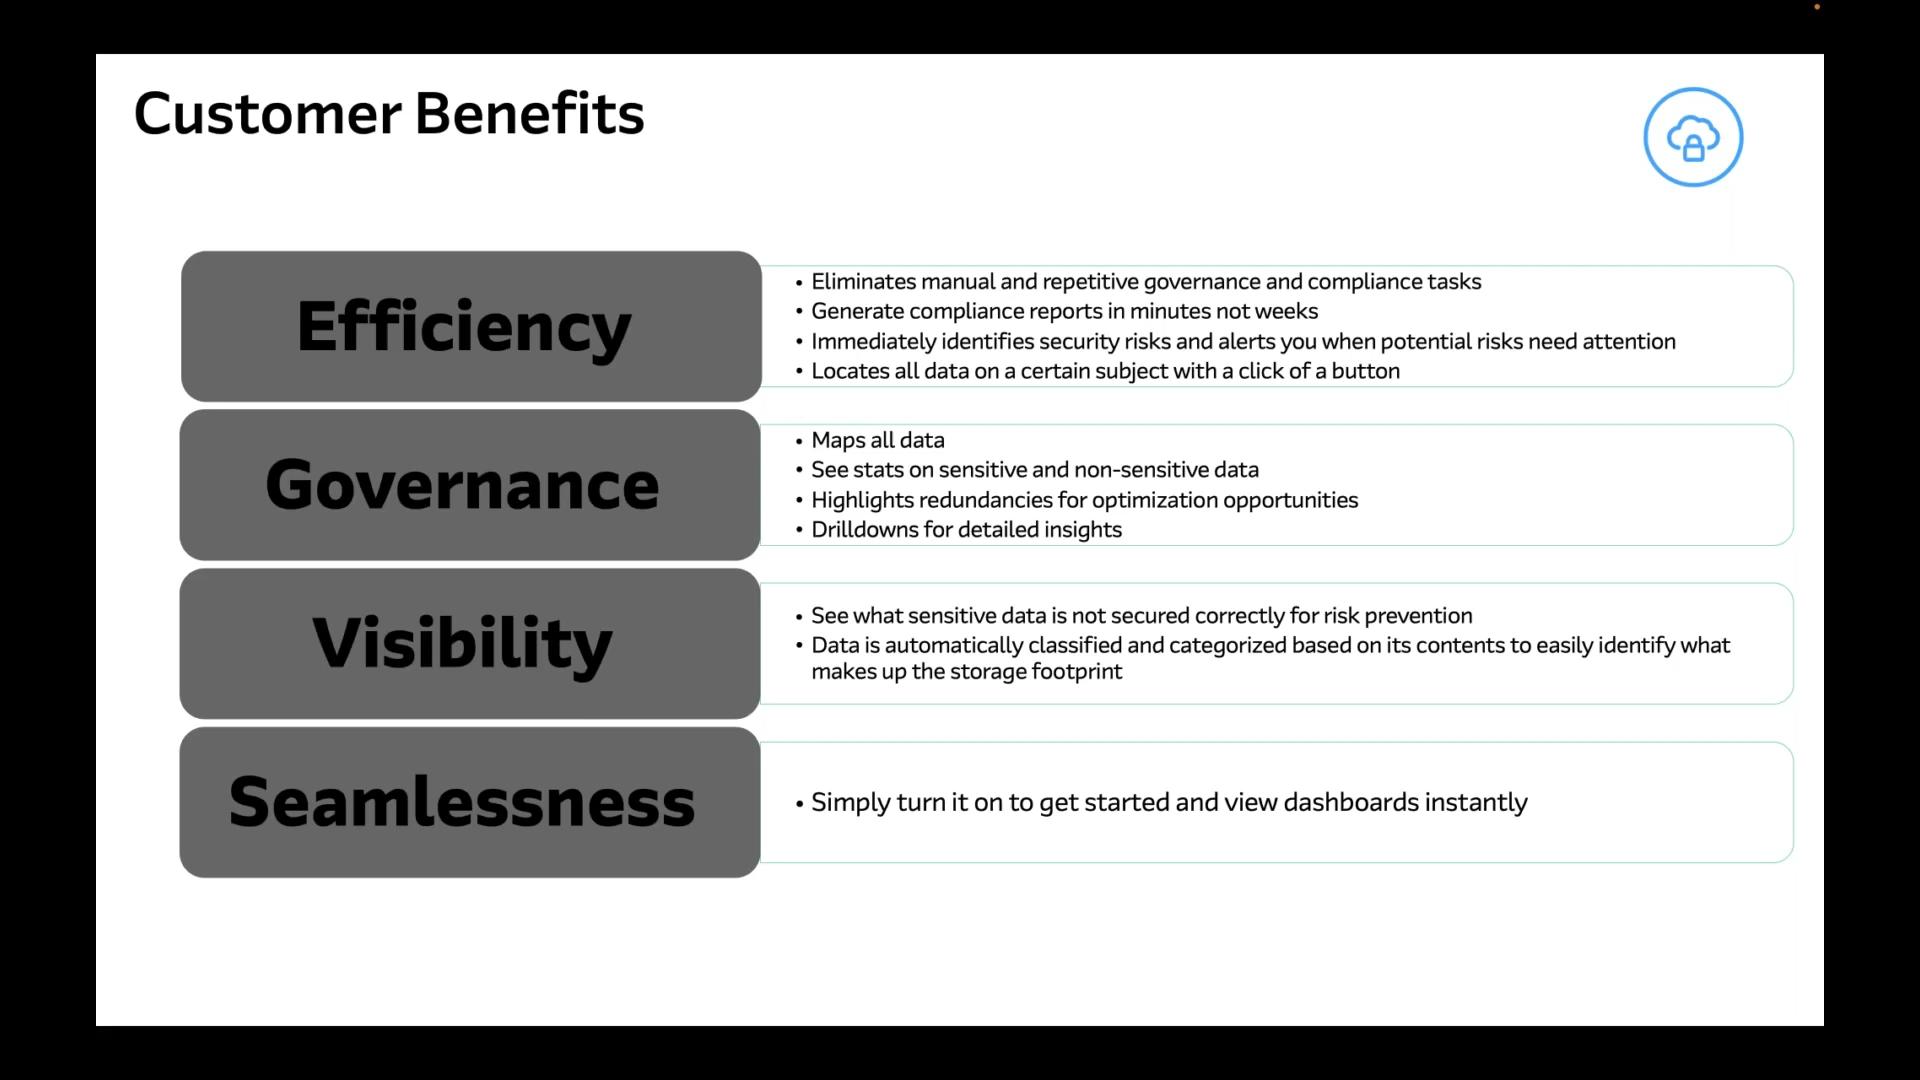 Customer Benefits
Efficiency
• Eliminates manual and repetitive governance and compliance tasks
• Generate compliance reports in minutes not weeks
• Immediately identifies security risks and alerts you when potential risks need attention
• Locates all data on a certain subject with a click of a button
Governance
• Maps all data
• See stats on sensitive and non-sensitive data
• Highlights redundancies for optimization opportunities
• Drilldowns for detailed insights
Visibility
• See what sensitive data is not secured correctly for risk prevention
• Data is automatically classified and categorized based on its contents to easily identify what
makes up the storage footprint
Seamlessness
• Simply turn it on to get started and view dashboards instantly